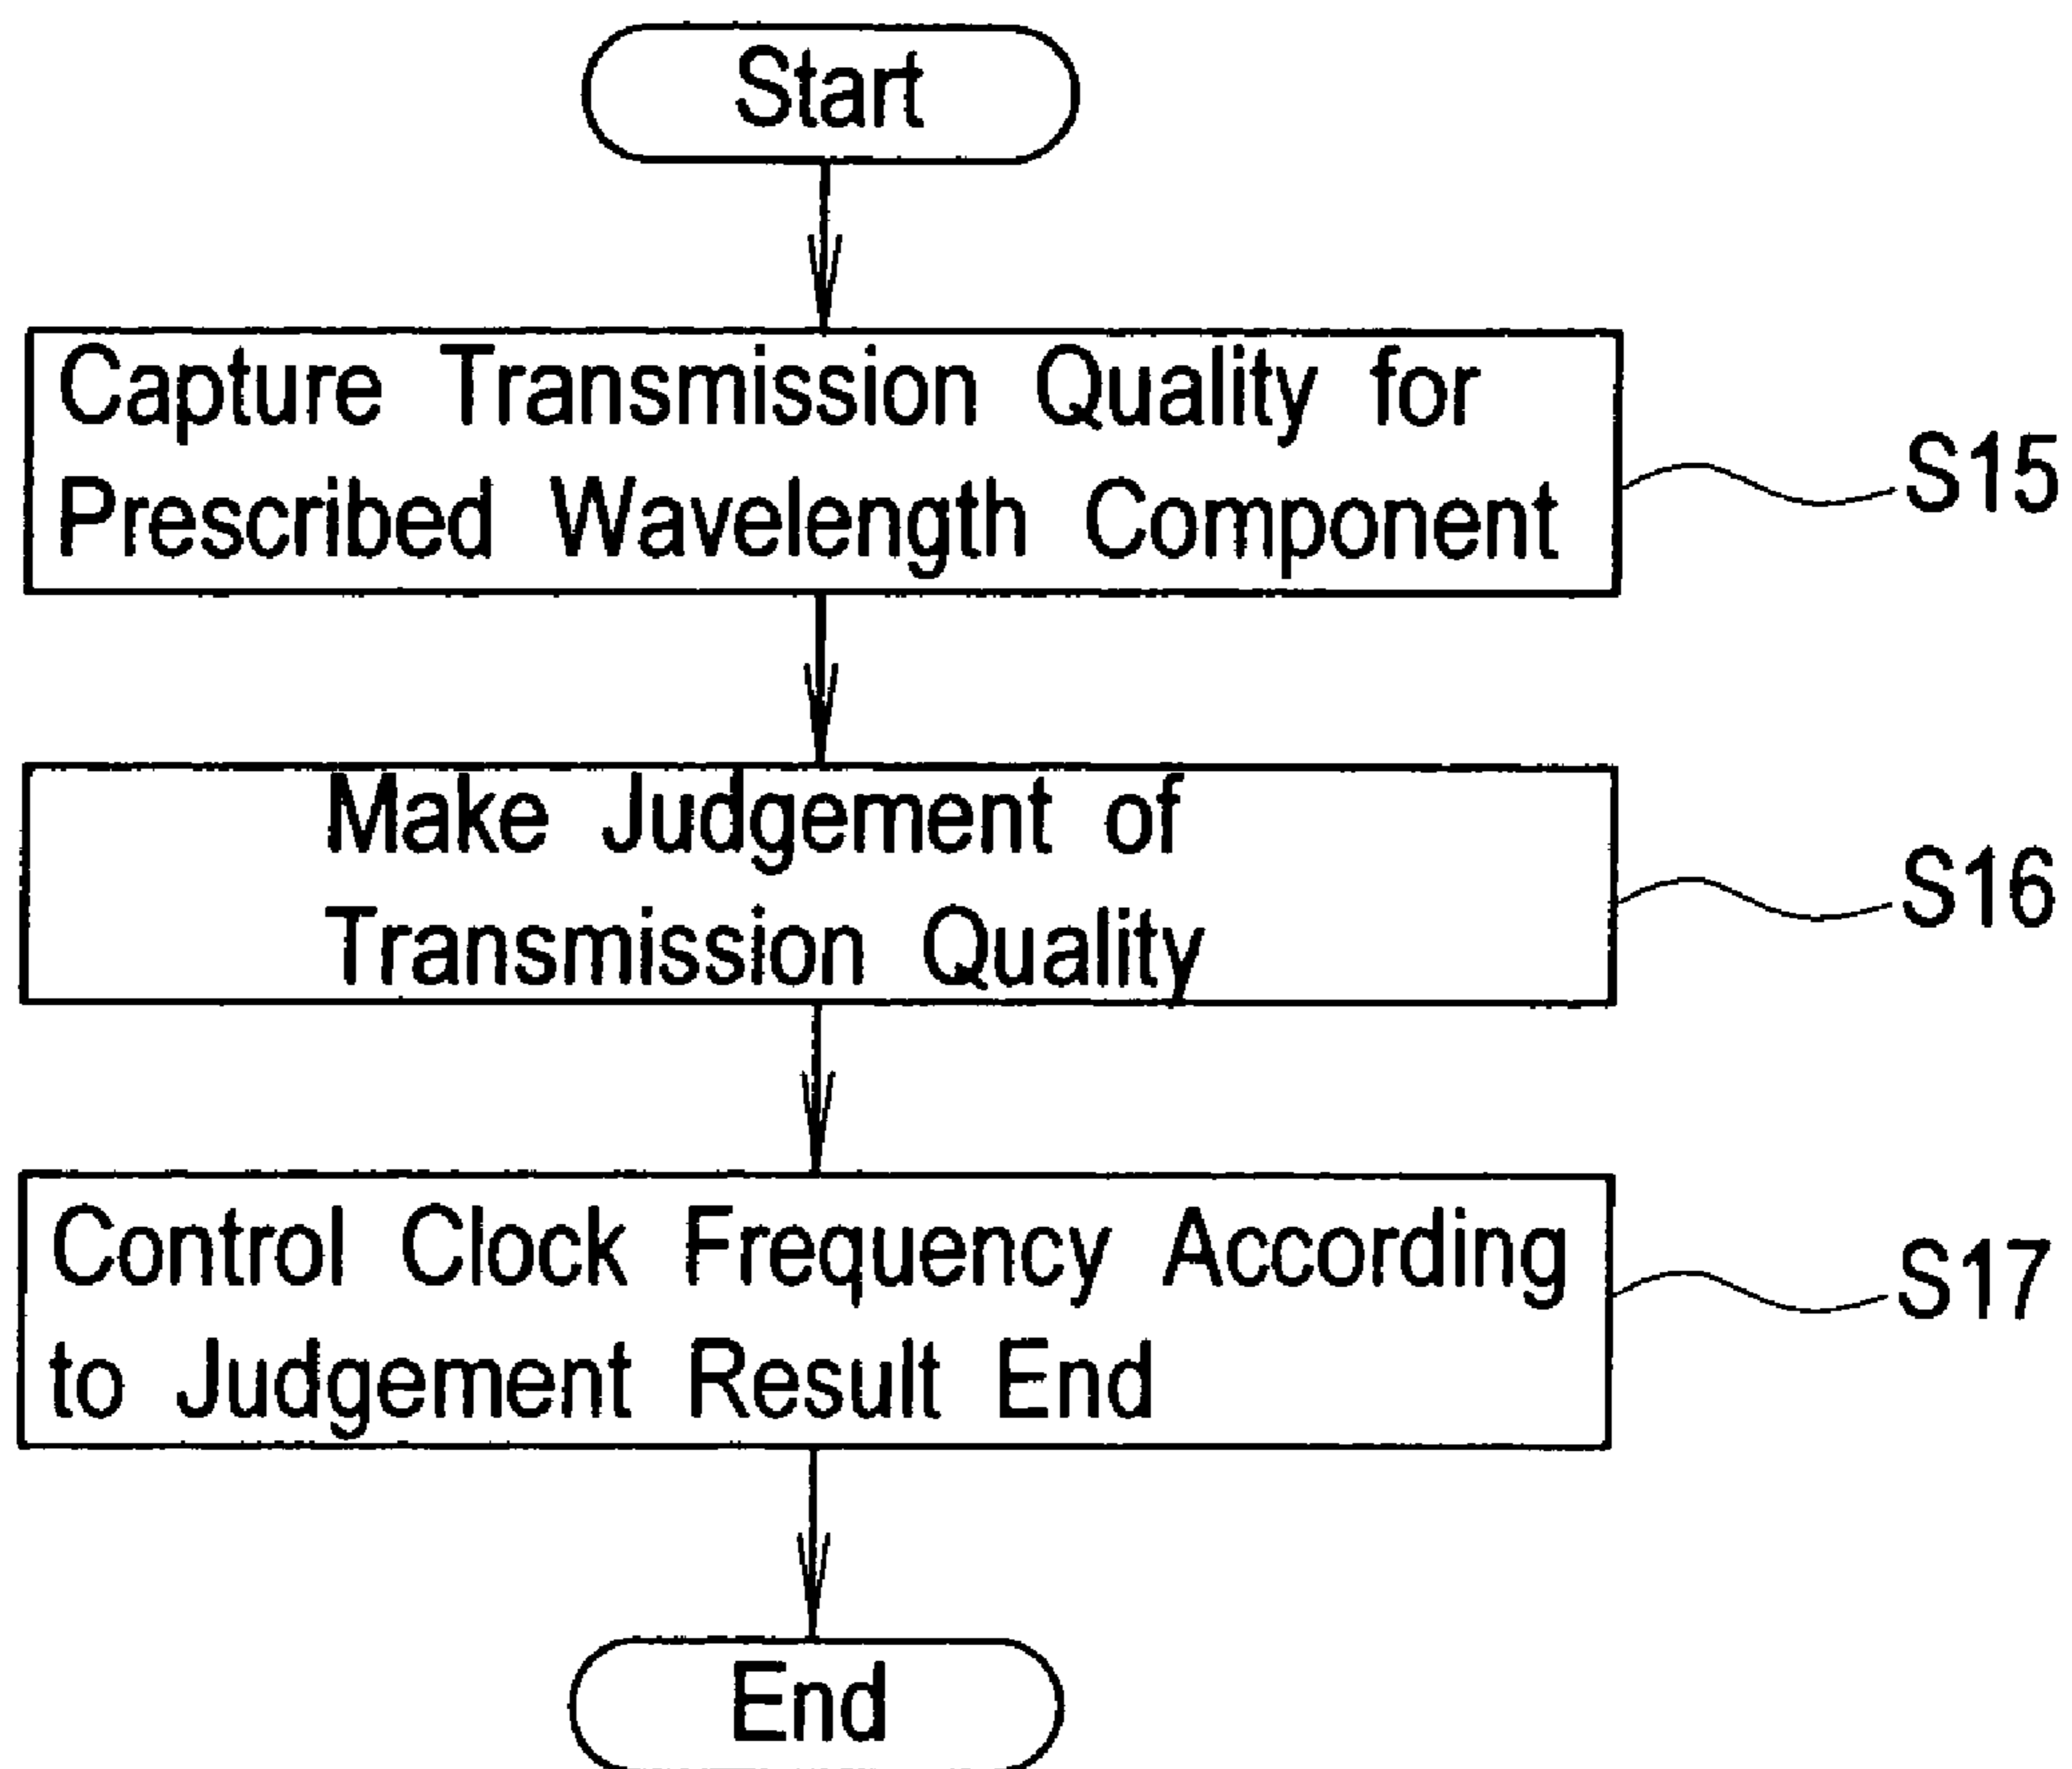 Start
Capture Transmission Quality for
Prescribed Wavelength Component
S15
Make Judgement of
Transmission Quality
S16
Control Clock Frequency According
to Judgement Result End
S17
End